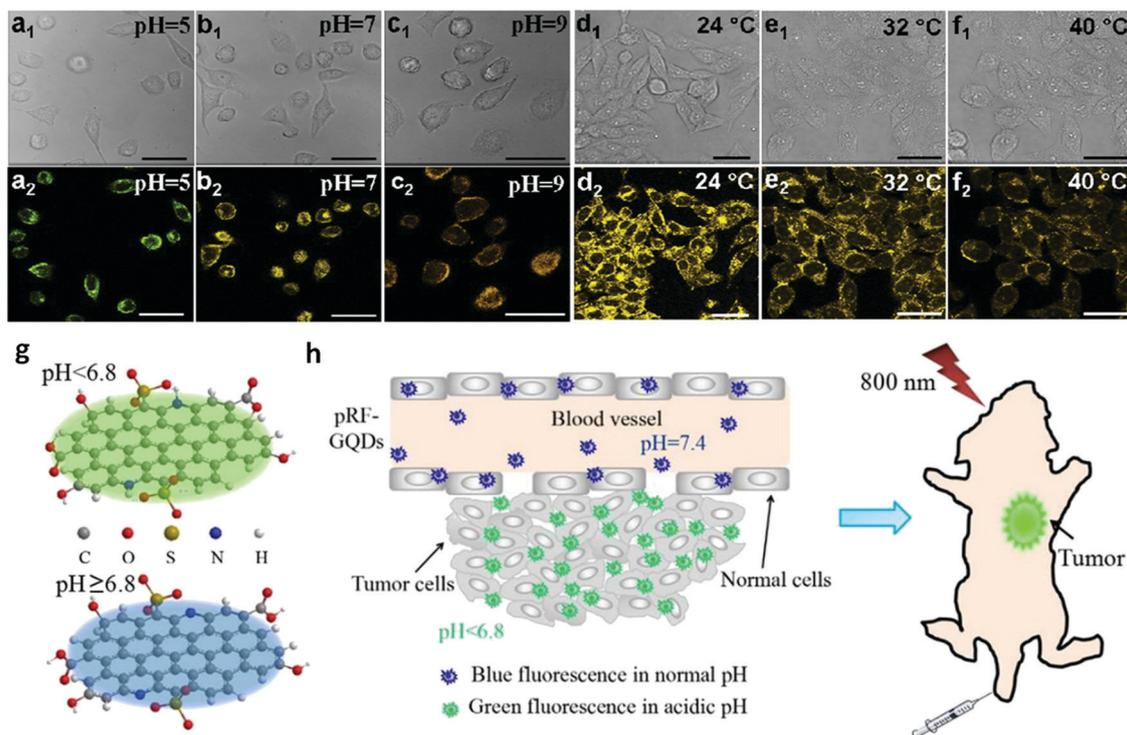 a1 pH=5
b1 pH=7
c1 pH=9
d1 24 °C
e1 32 °C
f1 40 °C
a2 pH=5
b2 pH=7
c2 pH=9
d2 24 °C
e2 32 °C
f2 40 °C
g
pH<6.8
C O S N H
pH≥6.8
h
pRF-
GQDs
Blood vessel
pH=7.4
Tumor cells
Normal cells
pH<6.8
Blue fluorescence in normal pH
Green fluorescence in acidic pH
800 nm
Tumor